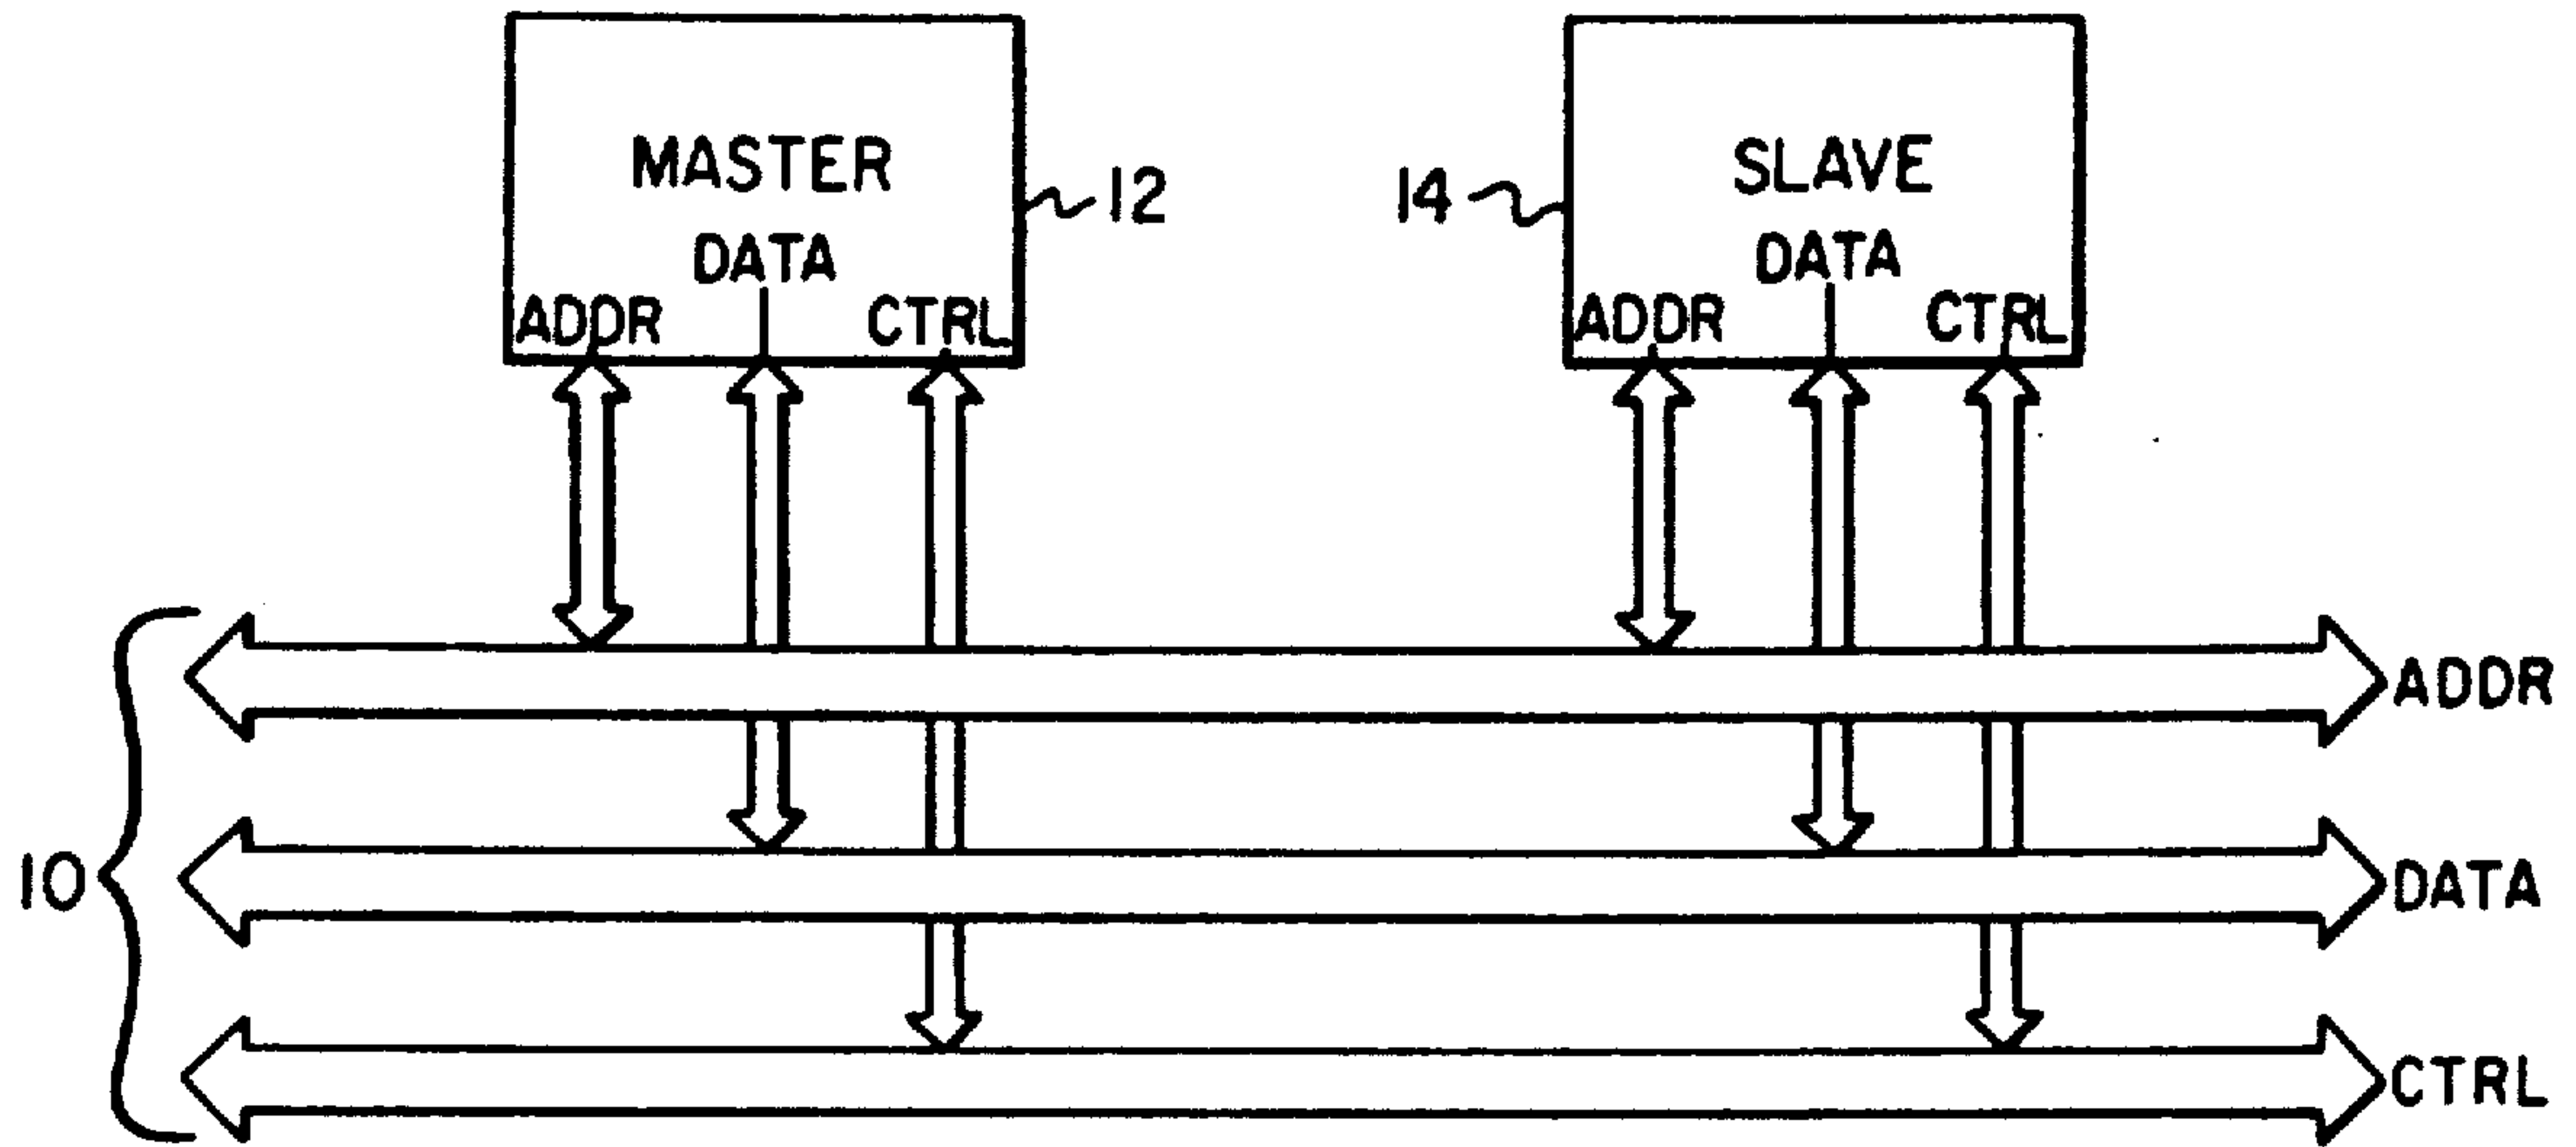 MASTER
DATA
ADDR CTRL
12
14
SLAVE
DATA
ADDR CTRL
10
ADDR
DATA
CTRL